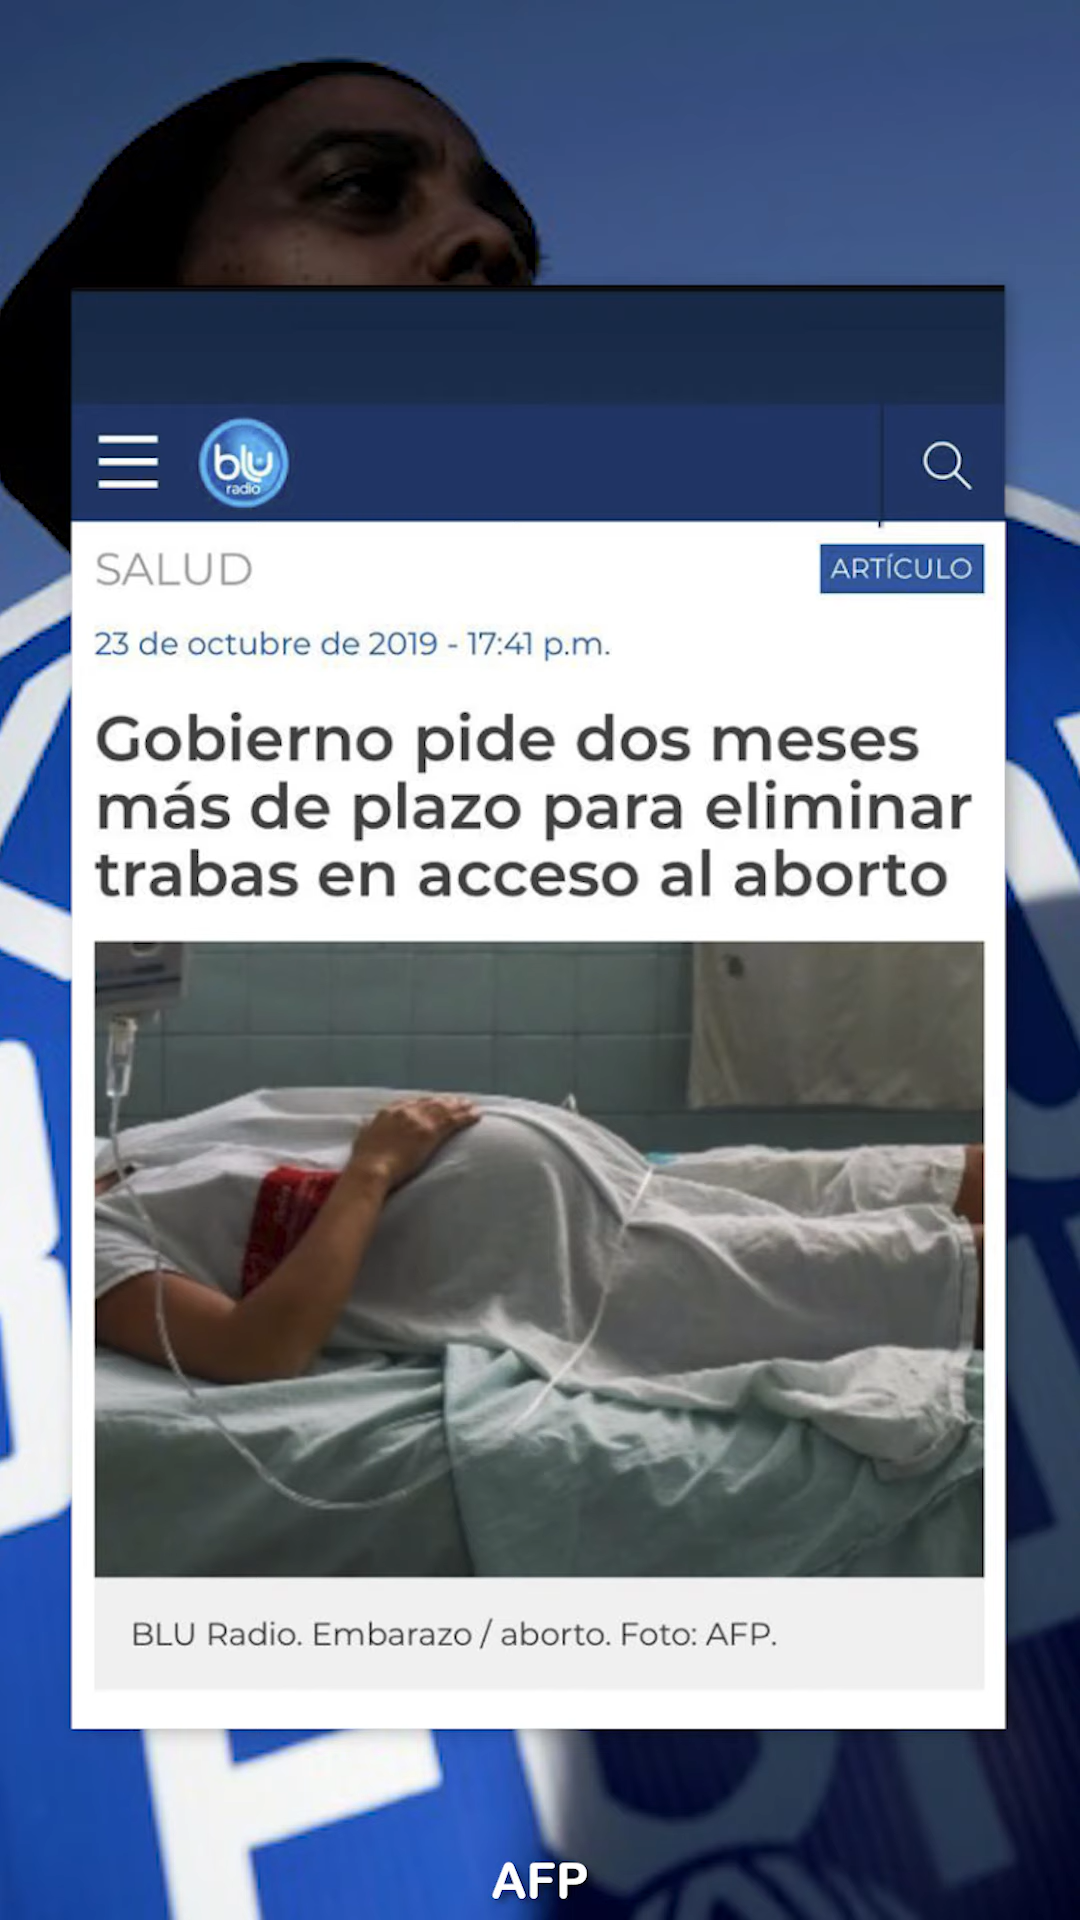 blu
radio
SALUD
ARTÍCULO
23 de octubre de 2019 - 17:41 p.m.
Gobierno pide dos meses
más de plazo para eliminar
trabas en acceso al aborto
BLU Radio. Embarazo / aborto. Foto: AFP.
AFP